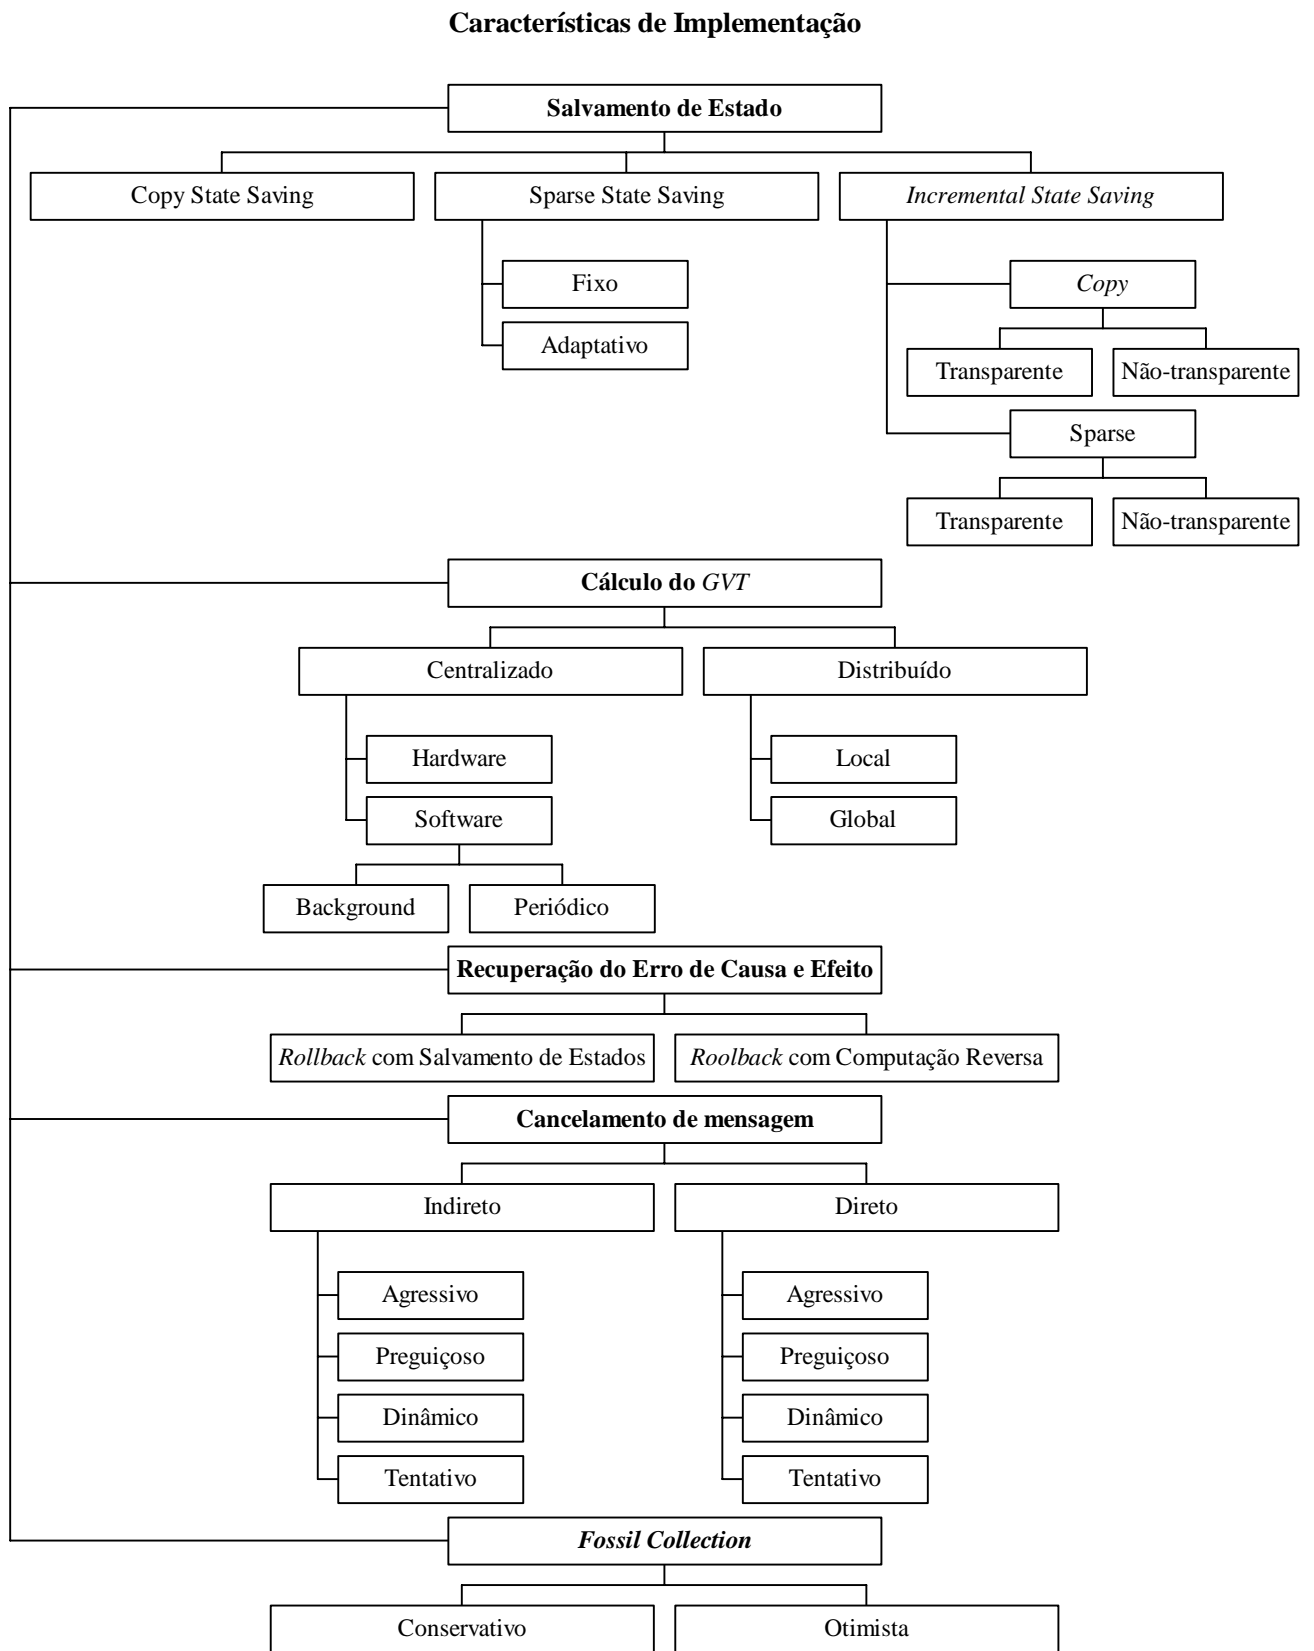 Características de Implementação
Salvamento de Estado
Copy State Saving
Sparse State Saving
Incremental State Saving
Fixo
Adaptativo
Copy
Transparente
Não-transparente
Sparse
Transparente
Não-transparente
Cálculo do GVT
Centralizado
Distribuído
Hardware
Software
Local
Global
Background
Periódico
Recuperação do Erro de Causa e Efeito
Rollback com Salvamento de Estados
Roolback com Computação Reversa
Cancelamento de mensagem
Indireto
Direto
Agressivo
Preguiçoso
Dinâmico
Tentativo
Agressivo
Preguiçoso
Dinâmico
Tentativo
Fossil Collection
Conservativo
Otimista